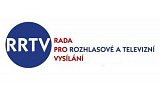 RRTV
RADA
PRO ROZHLASOVÉ A TELEVIZNÍ
VYSÍLÁNÍ